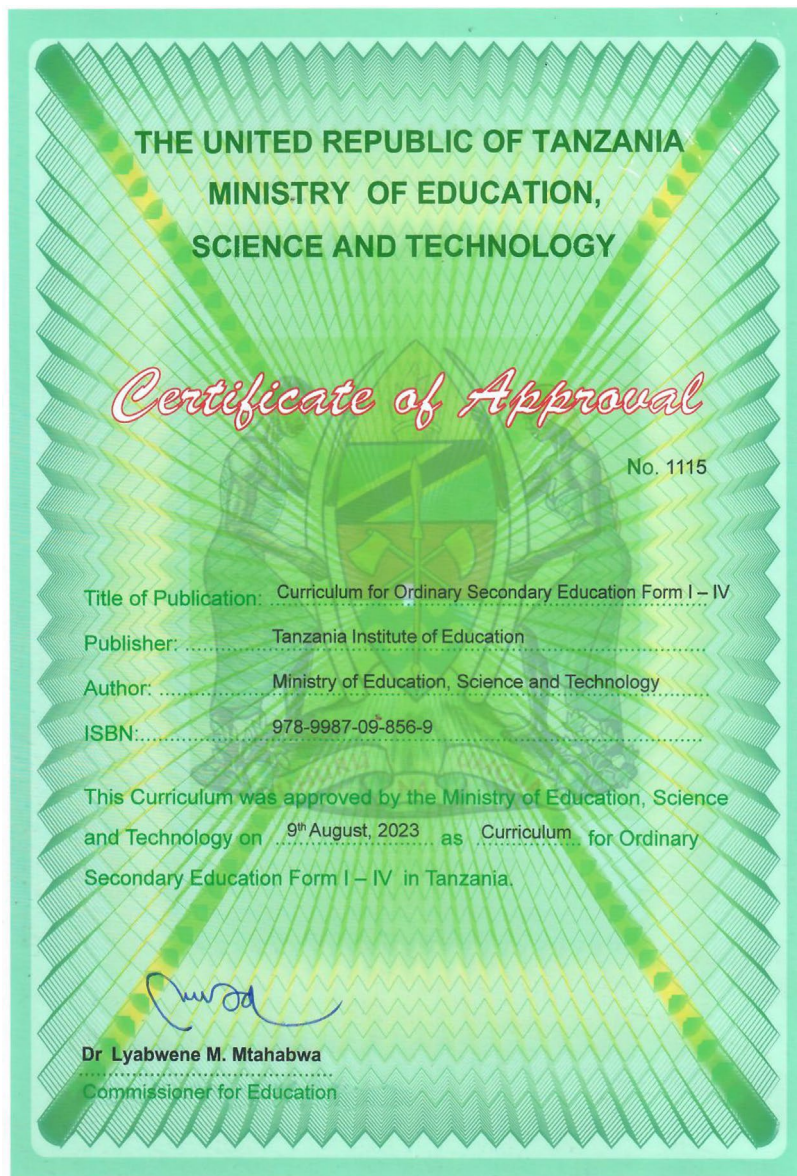 THE UNITED REPUBLIC OF TANZANIA
MINISTRY OF EDUCATION,
SCIENCE AND TECHNOLOGY
Certificate of Approval
No. 1115
Title of Publication: Curriculum for Ordinary Secondary Education Form I – IV
Publisher: Tanzania Institute of Education
Author: Ministry of Education, Science and Technology
ISBN: 978-9987-09-856-9
This Curriculum was approved by the Ministry of Education, Science
and Technology on 9th August, 2023 as Curriculum for Ordinary
Secondary Education Form I – IV in Tanzania.
Dr Lyabwene M. Mtahabwa
Commissioner for Education